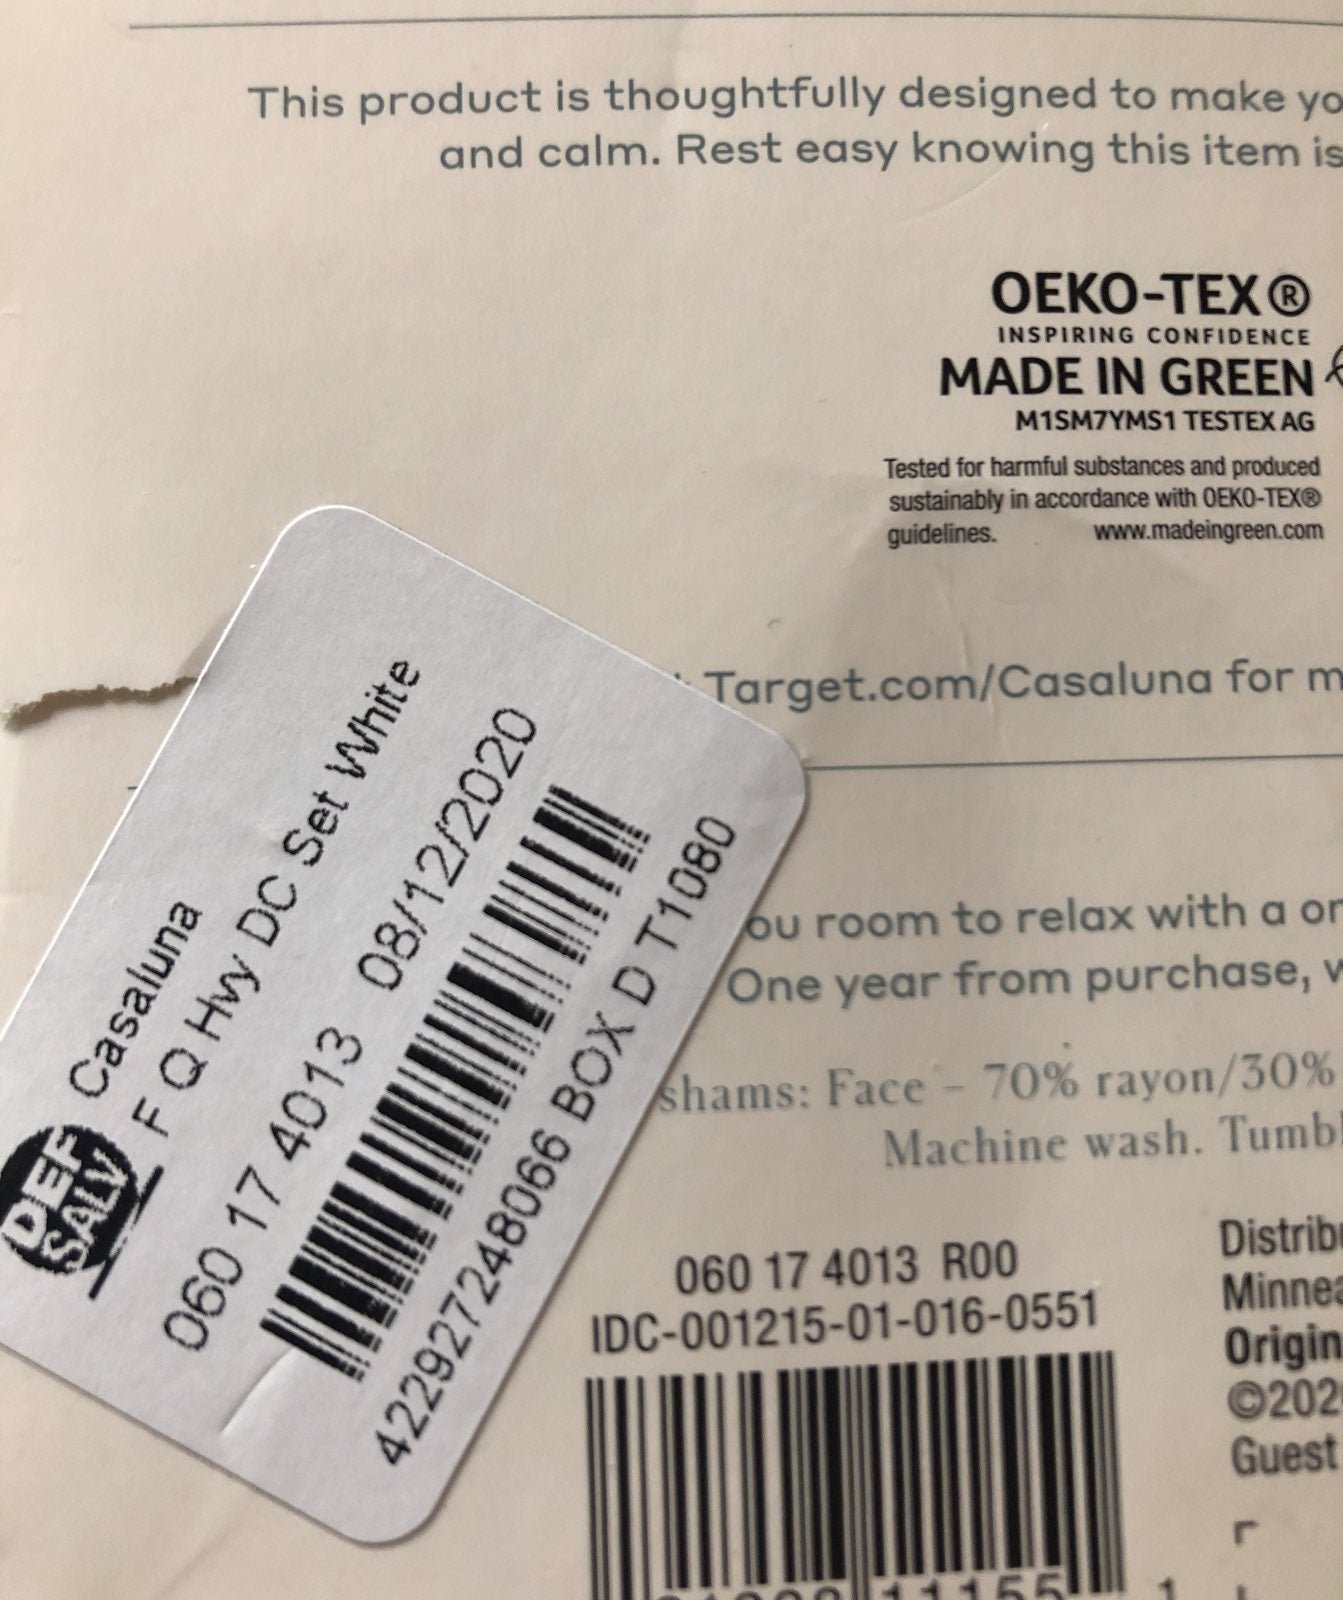 This product is thoughtfully designed to make yo
and calm. Rest easy knowing this item is
OEKO-TEX®
INSPIRING CONFIDENCE
MADE IN GREEN
M1SM7YMS1 TESTEX AG
Tested for harmful substances and produced
sustainably in accordance with OEKO-TEX®
guidelines. www.madeingreen.com
Target.com/Casaluna for m
ou room to relax with a
One year from purchase,
shams: Face – 70% rayon/30%
Machine wash. Tumbl
060 17 4013 R00
IDC-001215-01-016-0551
11155 1
Distrib
Minnea
Origin
©202
Guest
DEF
SALV
Casaluna
F Q Hvy DC Set White
060 17 4013 08/12/2020
422927248066 BOX D T1080